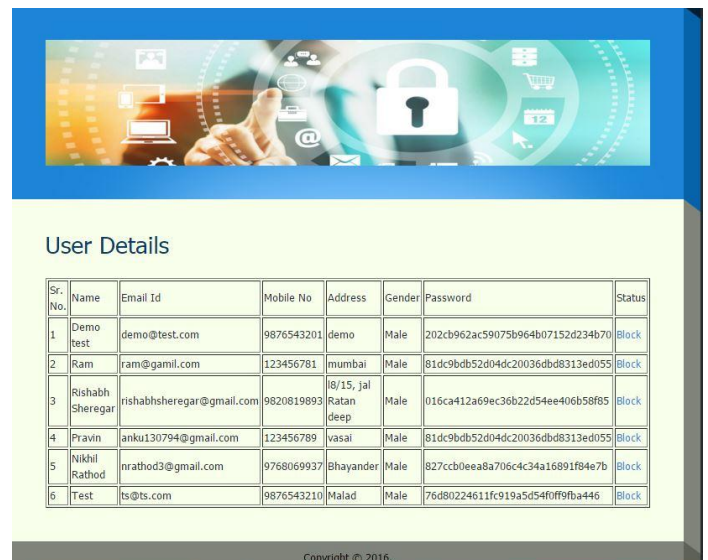 @
12
User Details
Sr. No. Name Email Id Mobile No Address Gender Password Status
1 Demo test demo@test.com 9876543201 demo Male 202cb962ac59075b964b07152d234b70 Block
2 Ram ram@gamil.com 123456781 mumbai Male 81dc9bdb52d04dc20036dbd8313ed055 Block
3 Rishabh Sheregar rishabhsheregar@gmail.com 9820819893 l8/15, jal Ratan deep Male 016ca412a69ec36b22d54ee406b58f85 Block
4 Pravin anku130794@gmail.com 123456789 vasai Male 81dc9bdb52d04dc20036dbd8313ed055 Block
5 Nikhil Rathod nrathod3@gmail.com 9768069937 Bhayander Male 827ccb0eea8a706c4c34a16891f84e7b Block
6 Test ts@ts.com 9876543210 Malad Male 76d80224611fc919a5d54f0ff9fba446 Block
Copyright © 2016